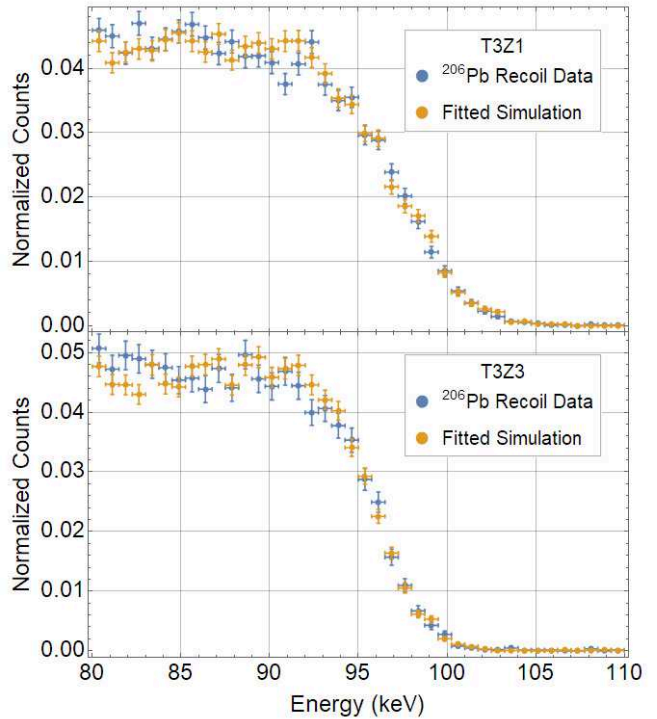 Normalized Counts
0.04
0.03
0.02
0.01
0.00
T3Z1
²⁰⁶Pb Recoil Data
Fitted Simulation
Normalized Counts
0.05
0.04
0.03
0.02
0.01
0.00
T3Z3
²⁰⁶Pb Recoil Data
Fitted Simulation
80 85 90 95 100 105 110
Energy (keV)